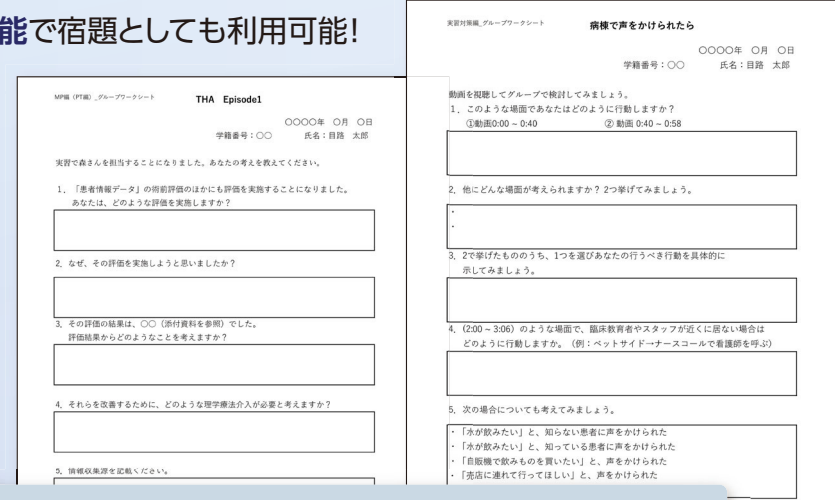 能で宿題としても利用可能!
MP編（PT編）_グループワークシート
THA Episode1
〇〇〇〇年 〇月 〇日
学籍番号：〇〇 氏名：目路 太郎
実習で森さんを担当することになりました。あなたの考えを教えてください。
1. 「患者情報データ」の術前評価のほかにも評価を実施することになりました。
あなたは、どのような評価を実施しますか？
2. なぜ、その評価を実施しようと思いましたか？
3. その評価の結果は、〇〇（添付資料を参照）でした。
評価結果からどのようなことを考えますか？
4. それらを改善するために、どのような理学療法介入が必要と考えますか？
5. 情報収集源を記載ください。
実習対策編_グループワークシート
病棟で声をかけられたら
〇〇〇〇年 〇月 〇日
学籍番号：〇〇 氏名：目路 太郎
動画を視聴してグループで検討してみましょう。
1. このような場面であなたはどのように行動しますか？
①動画0:00 ~ 0:40 ② 動画 0:40 ~ 0:58
2. 他にどんな場面が考えられますか？ 2つ挙げてみましょう。
・
・
3. 2で挙げたもののうち、1つを選びあなたの行うべき行動を具体的に
示してみましょう。
4. (2:00 ~ 3:06) のような場面で、臨床教育者やスタッフが近くに居ない場合は
どのように行動しますか。（例：ベットサイド→ナースコールで看護師を呼ぶ）
5. 次の場合についても考えてみましょう。
・「水が飲みたい」と、知らない患者に声をかけられた
・「水が飲みたい」と、知っている患者に声をかけられた
・「自販機で飲みものを買いたい」と、声をかけられた
・「売店に連れて行ってほしい」と、声をかけられた